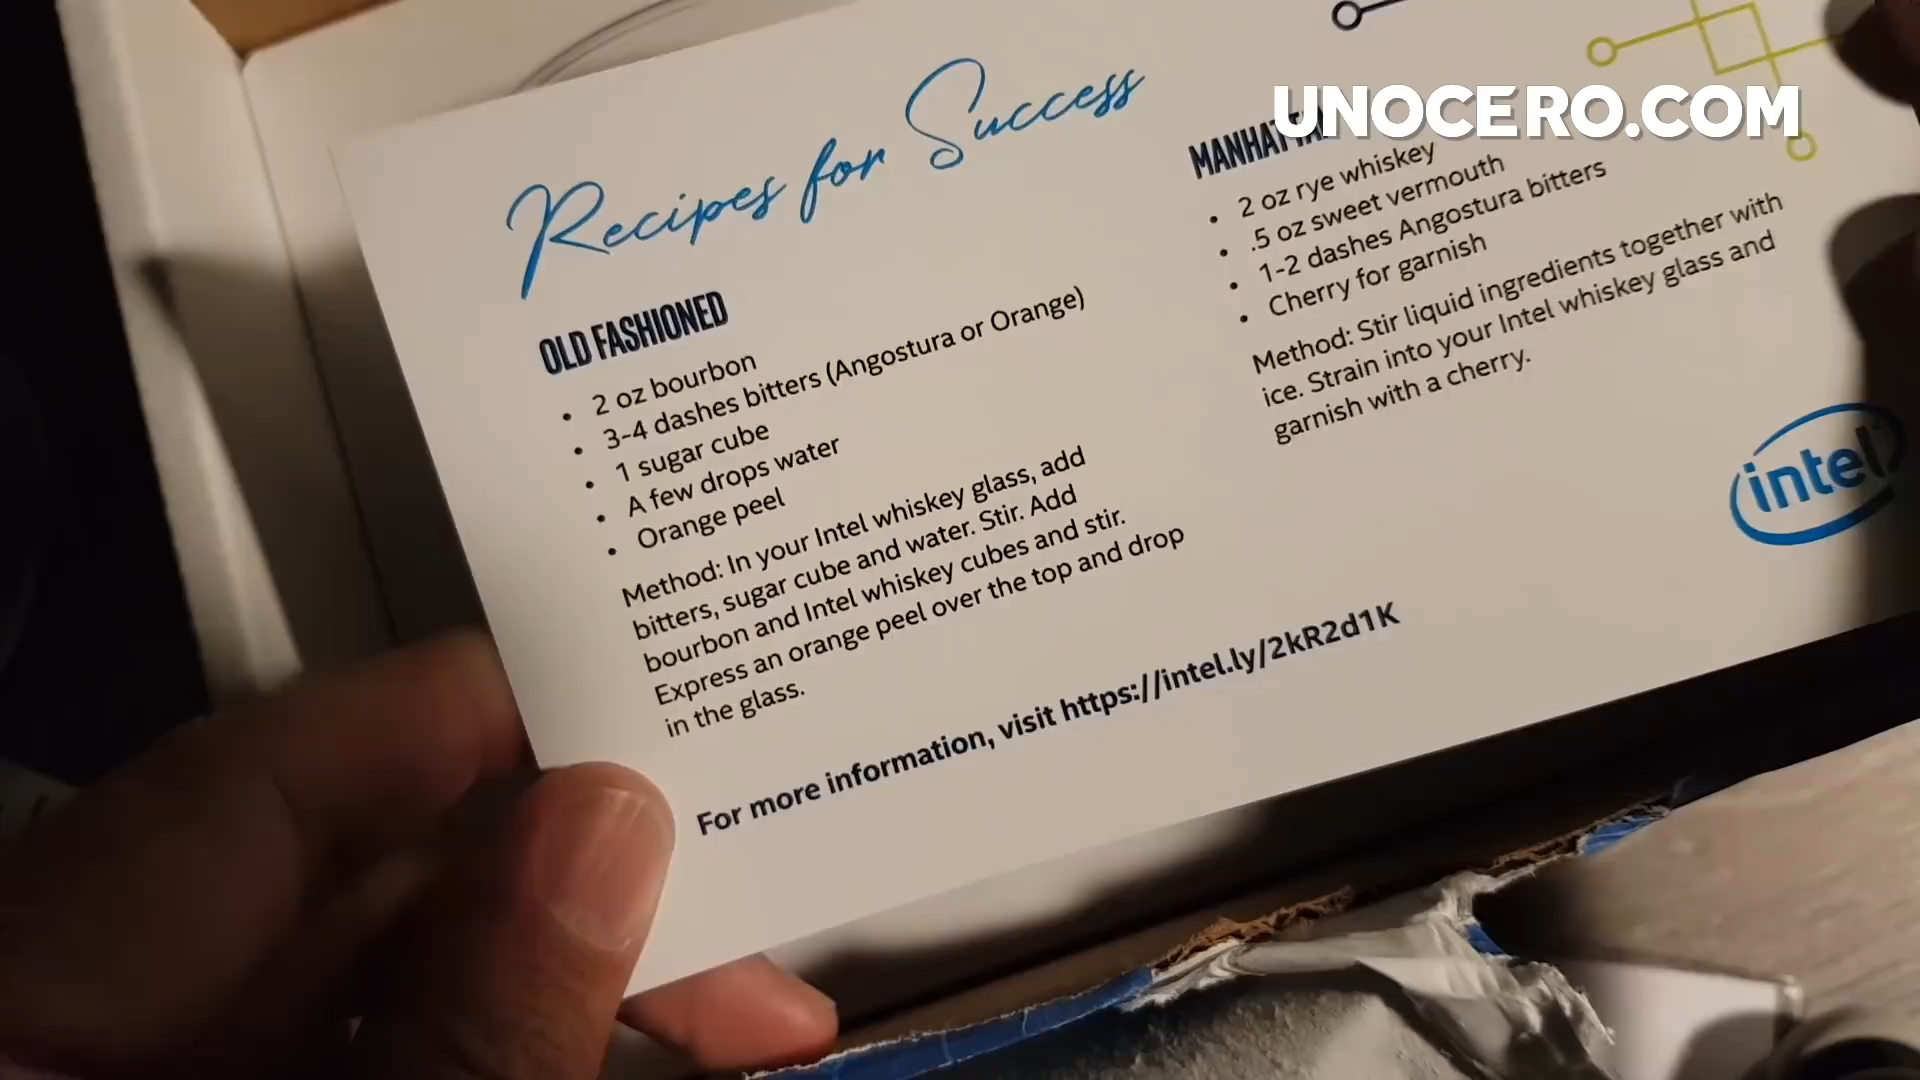 UNOCERO.COM
Recipes for Success
OLD FASHIONED
• 2 oz bourbon
• 3-4 dashes bitters (Angostura or Orange)
• 1 sugar cube
• A few drops water
• Orange peel
Method: In your Intel whiskey glass, add
bitters, sugar cube and water. Stir. Add
bourbon and Intel whiskey cubes and stir.
Express an orange peel over the top and drop
in the glass.
MANHATTAN
• 2 oz rye whiskey
• .5 oz sweet vermouth
• 1-2 dashes Angostura bitters
• Cherry for garnish
Method: Stir liquid ingredients together with
ice. Strain into your Intel whiskey glass and
garnish with a cherry.
intel
For more information, visit https://intel.ly/2kR2d1K